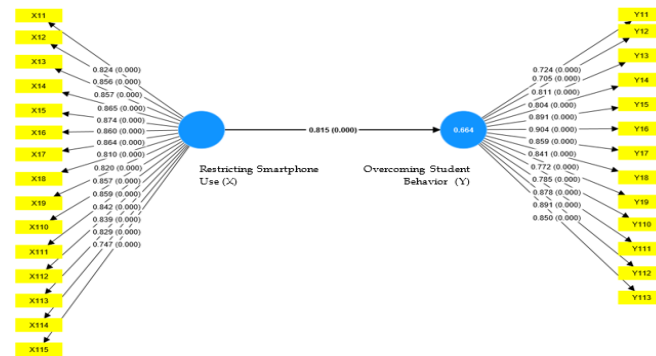 X11
X12
X13
X14
X15
X16
X17
X18
X19
X110
X111
X112
X113
X114
X115
0.824 (0.000)
0.856 (0.000)
0.857 (0.000)
0.865 (0.000)
0.874 (0.000)
0.860 (0.000)
0.864 (0.000)
0.810 (0.000)
0.820 (0.000)
0.857 (0.000)
0.859 (0.000)
0.842 (0.000)
0.839 (0.000)
0.829 (0.000)
0.747 (0.000)
Restricting Smartphone
Use (X)
0.815 (0.000)
0.664
Overcoming Student
Behavior (Y)
0.724 (0.000)
0.705 (0.000)
0.811 (0.000)
0.804 (0.000)
0.891 (0.000)
0.904 (0.000)
0.859 (0.000)
0.841 (0.000)
0.772 (0.000)
0.785 (0.000)
0.878 (0.000)
0.891 (0.000)
0.850 (0.000)
Y11
Y12
Y13
Y14
Y15
Y16
Y17
Y18
Y19
Y110
Y111
Y112
Y113